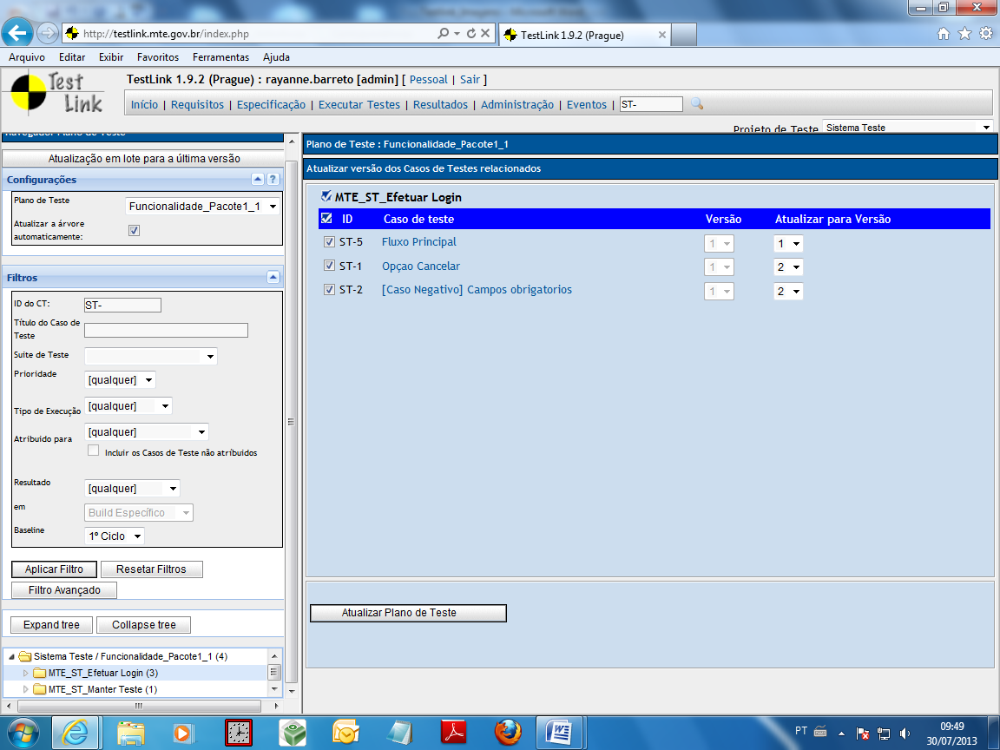 http://testlink.mte.gov.br/index.php
TestLink 1.9.2 (Prague)
Arquivo Editar Exibir Favoritos Ferramentas Ajuda
Test Link
TestLink 1.9.2 (Prague) : rayanne.barreto [admin] [ Pessoal | Sair ]
Início | Requisitos | Especificação | Executar Testes | Resultados | Administração | Eventos | ST-
Projeto de Teste Sistema Teste
Navegador Plano de Teste
Atualização em lote para a última versão
Configurações
Plano de Teste Funcionalidade_Pacote1_1
Atualizar a árvore
automaticamente:
Filtros
ID do CT: ST-
Título do Caso de
Teste
Suite de Teste
Prioridade [qualquer]
Tipo de Execução [qualquer]
Atribuido para [qualquer]
Incluir os Casos de Teste não atribuídos
Resultado [qualquer]
em Build Específico
Baseline 1º Ciclo
Aplicar Filtro Resetar Filtros
Filtro Avançado
Expand tree Collapse tree
Sistema Teste / Funcionalidade_Pacote1_1 (4)
MTE_ST_Efetuar Login (3)
MTE_ST_Manter Teste (1)
Plano de Teste : Funcionalidade_Pacote1_1
Atualizar versão dos Casos de Testes relacionados
MTE_ST_Efetuar Login
ID Caso de teste Versão Atualizar para Versão
ST-5 Fluxo Principal 1 1
ST-1 Opçao Cancelar 1 2
ST-2 [Caso Negativo] Campos obrigatorios 1 2
Atualizar Plano de Teste
PT
09:49
30/07/2013